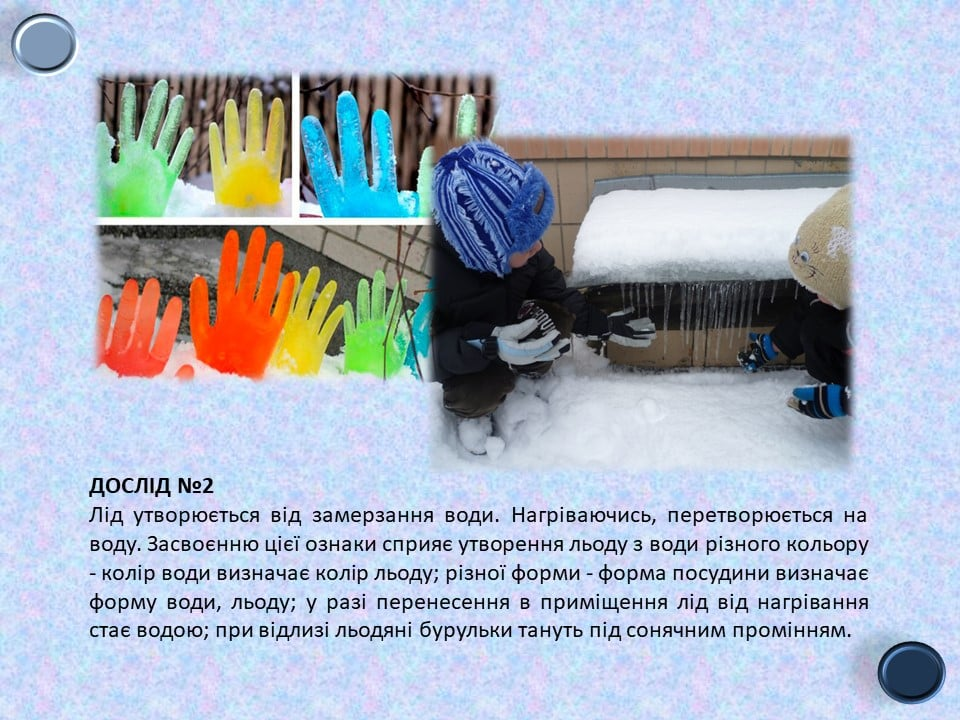 ДОСЛІД №2
Лід утворюється від замерзання води. Нагріваючись, перетворюється на
воду. Засвоєнню цієї ознаки сприяє утворення льоду з води різного кольору
- колір води визначає колір льоду; різної форми - форма посудини визначає
форму води, льоду; у разі перенесення в приміщення лід від нагрівання
стає водою; при відлизі льодяні бурульки тануть під сонячним промінням.